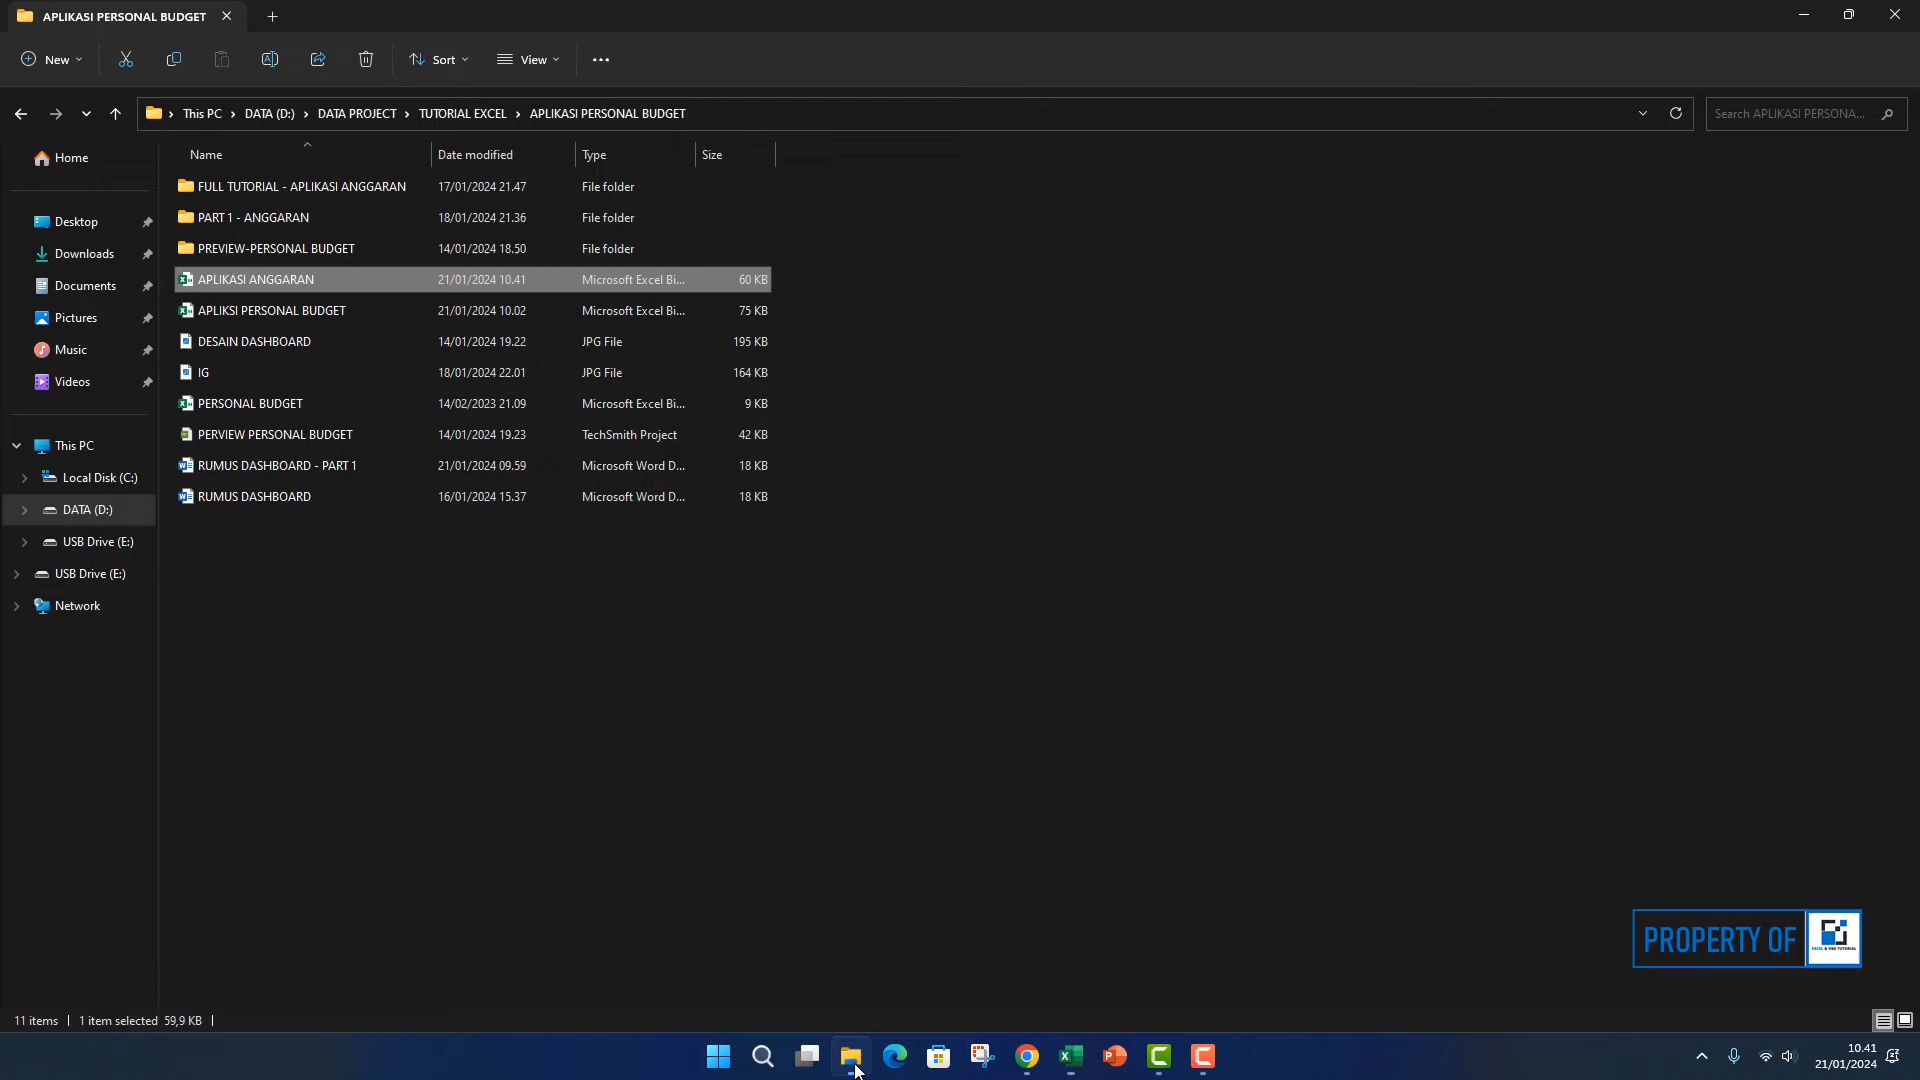 APLIKASI PERSONAL BUDGET
New
Sort
View
This PC
DATA (D:)
DATA PROJECT
TUTORIAL EXCEL
APLIKASI PERSONAL BUDGET
Search APLIKASI PERSONA...
Home
Desktop
Downloads
Documents
Pictures
Music
Videos
This PC
Local Disk (C:)
DATA (D:)
USB Drive (E:)
USB Drive (E:)
Network
Name Date modified Type Size
FULL TUTORIAL - APLIKASI ANGGARAN 17/01/2024 21.47 File folder
PART 1 - ANGGARAN 18/01/2024 21.36 File folder
PREVIEW-PERSONAL BUDGET 14/01/2024 18.50 File folder
APLIKASI ANGGARAN 21/01/2024 10.41 Microsoft Excel Bi... 60 KB
APLIKSI PERSONAL BUDGET 21/01/2024 10.02 Microsoft Excel Bi... 75 KB
DESAIN DASHBOARD 14/01/2024 19.22 JPG File 195 KB
IG 18/01/2024 22.01 JPG File 164 KB
PERSONAL BUDGET 14/02/2023 21.09 Microsoft Excel Bi... 9 KB
PERVIEW PERSONAL BUDGET 14/01/2024 19.23 TechSmith Project 42 KB
RUMUS DASHBOARD - PART 1 21/01/2024 09.59 Microsoft Word D... 18 KB
RUMUS DASHBOARD 16/01/2024 15.37 Microsoft Word D... 18 KB
PROPERTY OF
EXCEL & VBA TUTORIAL
11 items 1 item selected 59,9 KB
10.41
21/01/2024